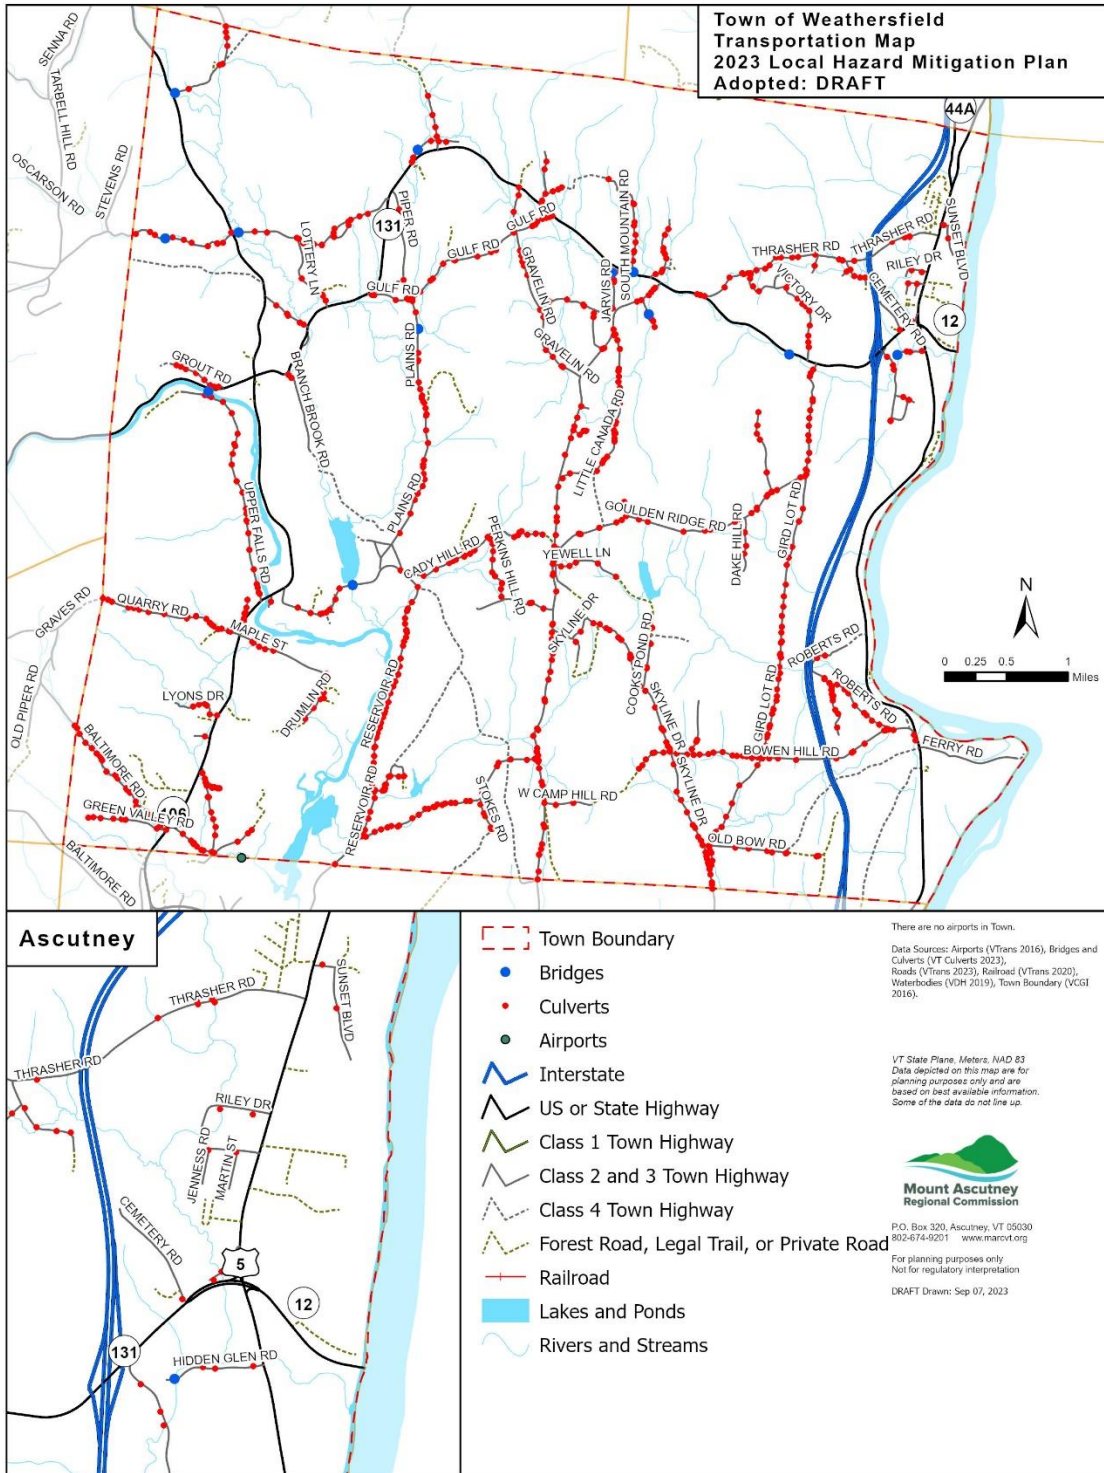 Town of Weathersfield
Transportation Map
2023 Local Hazard Mitigation Plan
Adopted: DRAFT
SENNA RD
TARBELL HILL RD
STEVENS RD
OSCARSON RD
44A
131
PIPER RD
LOTTERY LN
GULF RD
GULF RD
GULF RD
GRAVELIN RD
GRAVELIN RD
JARVIS RD
SOUTH MOUNTAIN RD
THRASHER RD
THRASHER RD
SUNSET BLVD
RILEY DR
VICTORY DR
CEMETERY RD
12
PLAINS RD
GROUT RD
BRANCH BROOK RD
LITTLE CANADA RD
UPPER FALLS RD
PLAINS RD
GOULDEN RIDGE RD
GIRD LOT RD
DAKE HILL RD
CADY HILL RD
PERKINS HILL RD
YEWELL LN
GRAVES RD
QUARRY RD
MAPLE ST
SKYLINE DR
COOKS POND RD
ROBERTS RD
ROBERTS RD
LYONS DR
DRUMLIN RD
RESERVOIR RD
OLD PIPER RD
BALTIMORE RD
SKYLINE DR
GIRD LOT RD
BOWEN HILL RD
FERRY RD
N
0 0.25 0.5 1
Miles
106
GREEN VALLEY RD
RESERVOIR RD
STOKES RD
W CAMP HILL RD
SKYLINE DR
OLD BOW RD
BALTIMORE RD
Ascutney
THRASHER RD
SUNSET BLVD
THRASHER RD
RILEY DR
JENNESS RD
MARTIN ST
CEMETERY RD
5
12
131
HIDDEN GLEN RD
Town Boundary
Bridges
Culverts
Airports
Interstate
US or State Highway
Class 1 Town Highway
Class 2 and 3 Town Highway
Class 4 Town Highway
Forest Road, Legal Trail, or Private Road
Railroad
Lakes and Ponds
Rivers and Streams
There are no airports in Town.
Data Sources: Airports (VTrans 2016), Bridges and
Culverts (VT Culverts 2023),
Roads (VTrans 2023), Railroad (VTrans 2020),
Waterbodies (VDH 2019), Town Boundary (VCGI
2016).
VT State Plane, Meters, NAD 83
Data depicted on this map are for
planning purposes only and are
based on best available information.
Some of the data do not line up.
Mount Ascutney
Regional Commission
P.O. Box 320, Ascutney, VT 05030
802-674-9201 www.marcvt.org
For planning purposes only
Not for regulatory interpretation
DRAFT Drawn: Sep 07, 2023